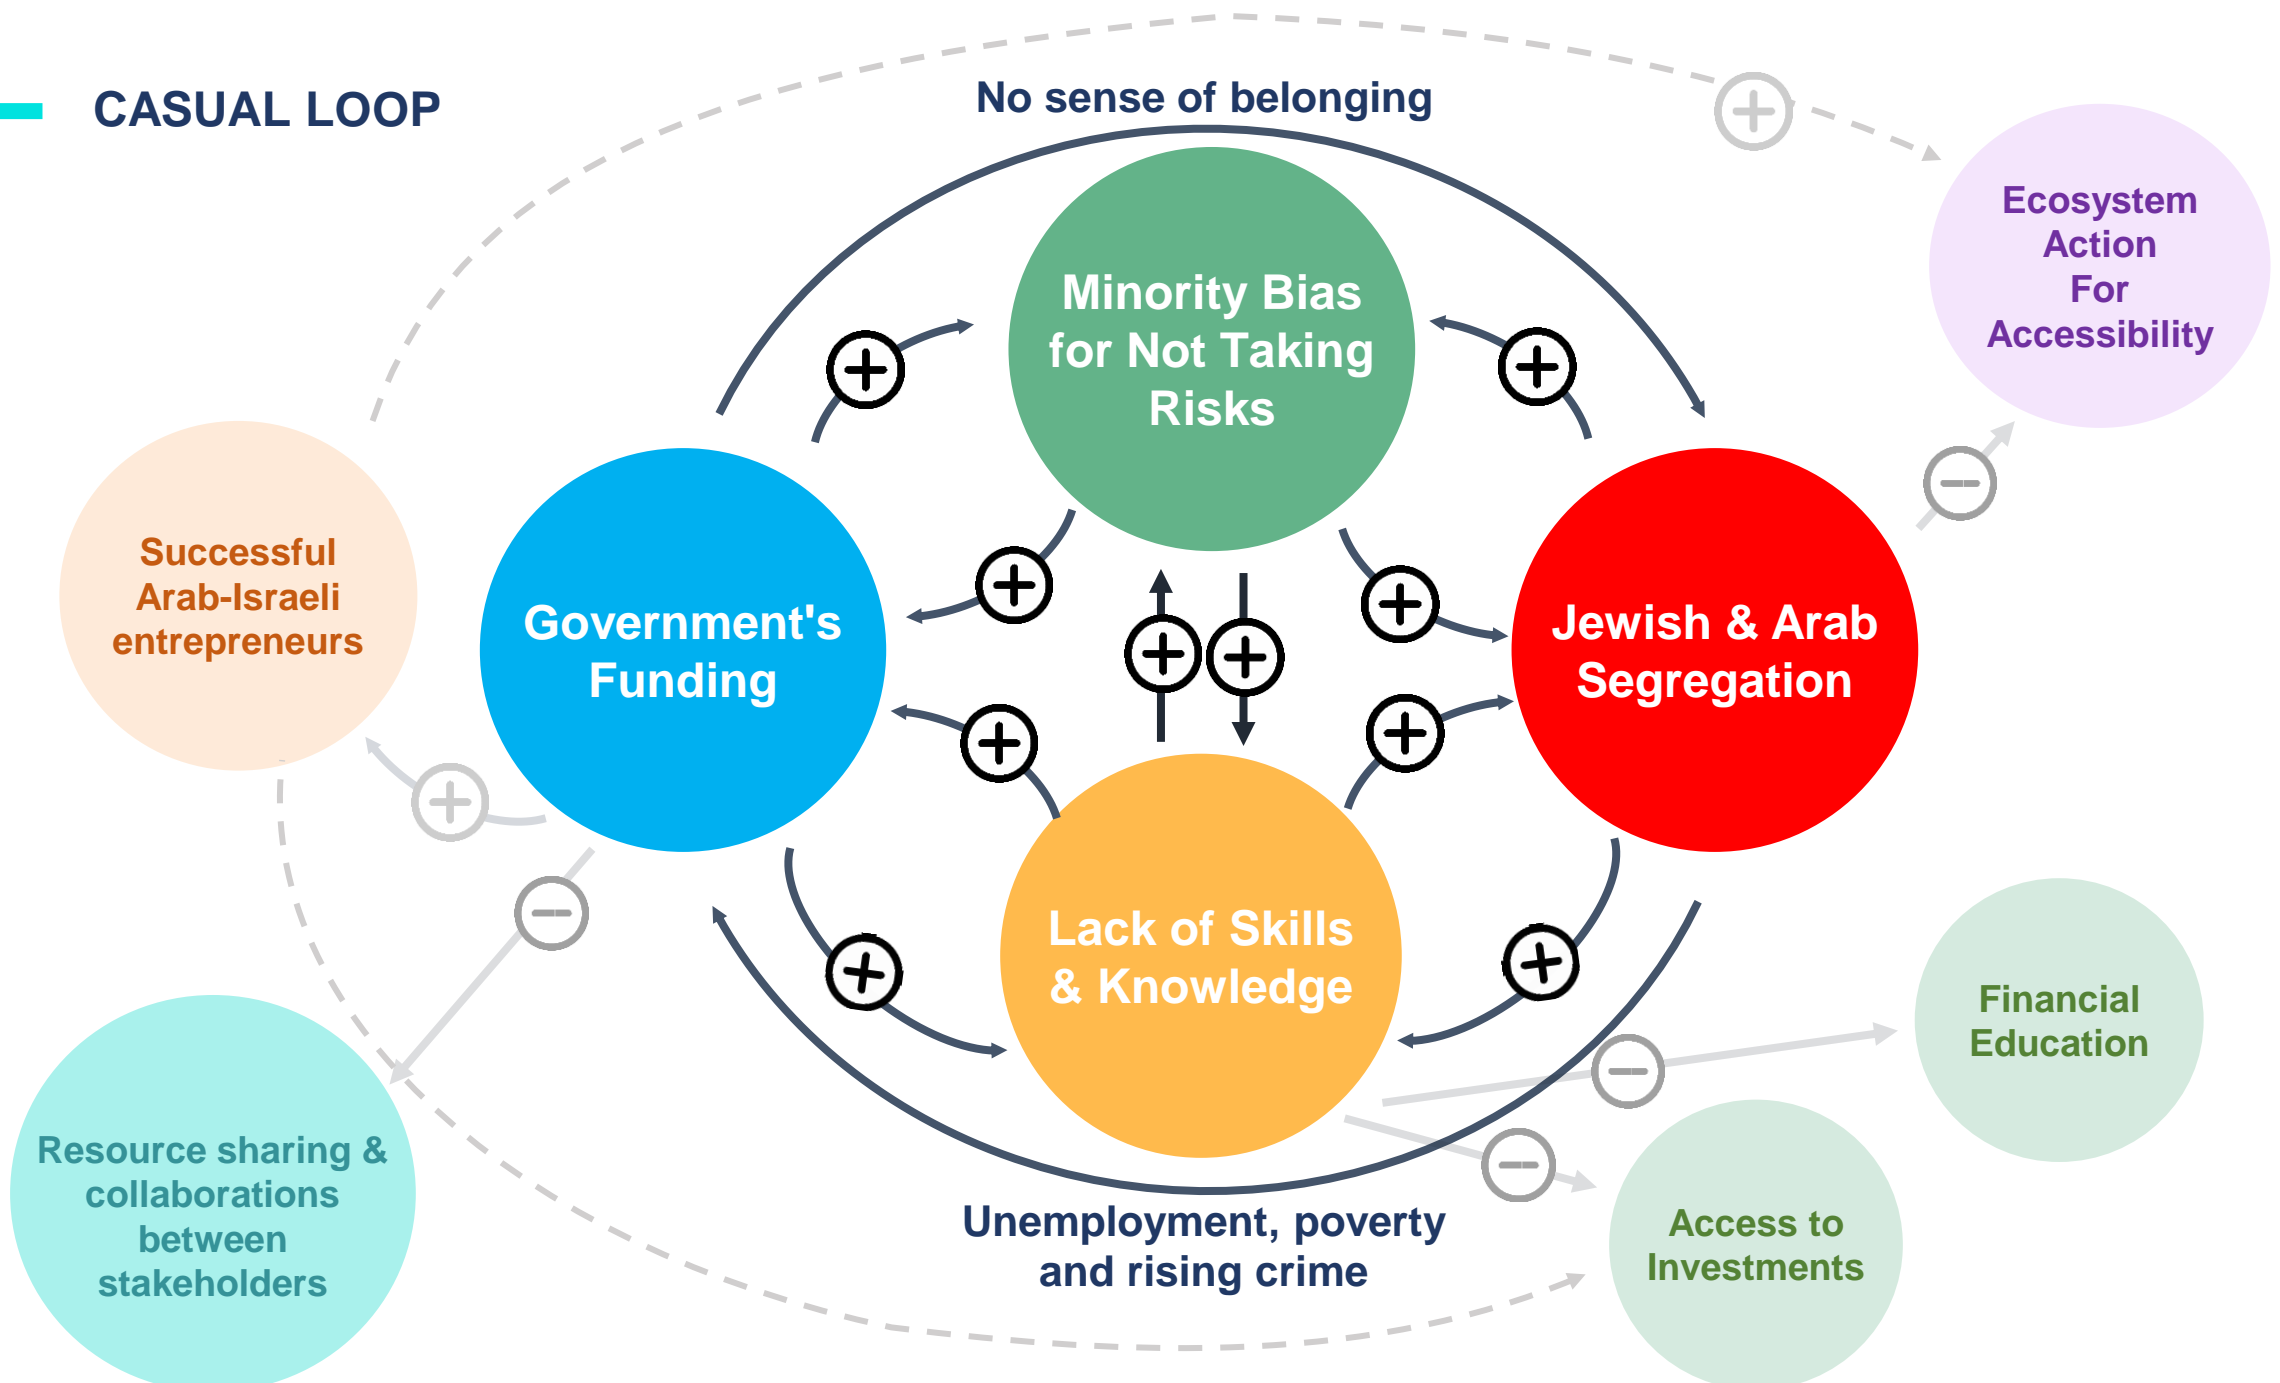 CASUAL LOOP
No sense of belonging
Ecosystem
Action
For
Accessibility
Minority Bias
for Not Taking
Risks
Successful
Arab-Israeli
entrepreneurs
Government's
Funding
Jewish & Arab
Segregation
Lack of Skills
& Knowledge
Financial
Education
Resource sharing &
collaborations
between
stakeholders
Unemployment, poverty
and rising crime
Access to
Investments